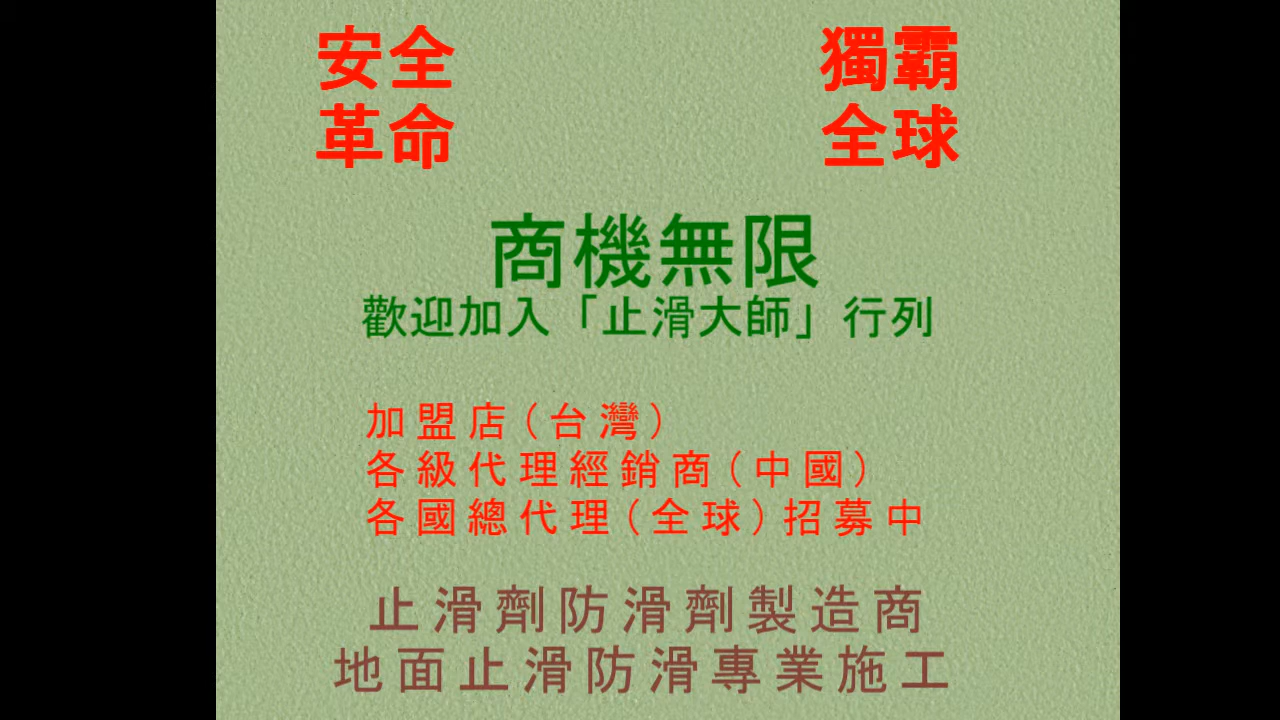 安全 獨霸
革命 全球
商機無限
歡迎加入「止滑大師」行列
加盟店(台灣)
各級代理經銷商(中國)
各國總代理(全球)招募中
止滑劑防滑劑製造商
地面止滑防滑專業施工